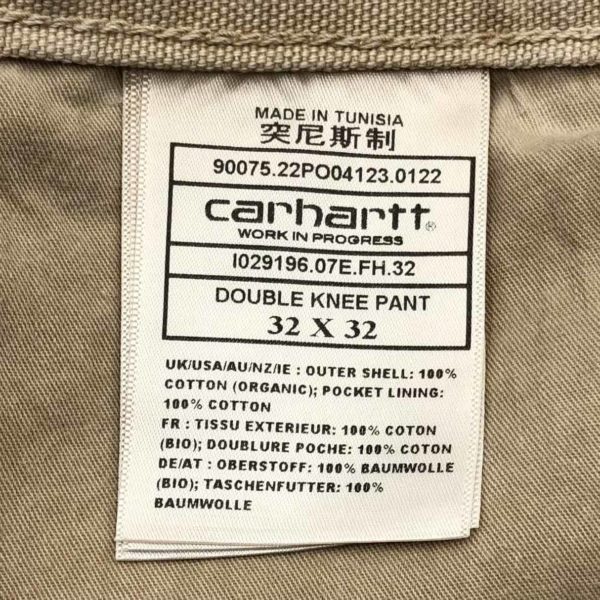 MADE IN TUNISIA
突尼斯制
90075.22PO04123.0122
carhartt®
WORK IN PROGRESS
I029196.07E.FH.32
DOUBLE KNEE PANT
32 X 32
UK/USA/AU/NZ/IE : OUTER SHELL: 100%
COTTON (ORGANIC); POCKET LINING:
100% COTTON
FR : TISSU EXTERIEUR: 100% COTON
(BIO); DOUBLURE POCHE: 100% COTON
DE/AT : OBERSTOFF: 100% BAUMWOLLE
(BIO); TASCHENFUTTER: 100%
BAUMWOLLE